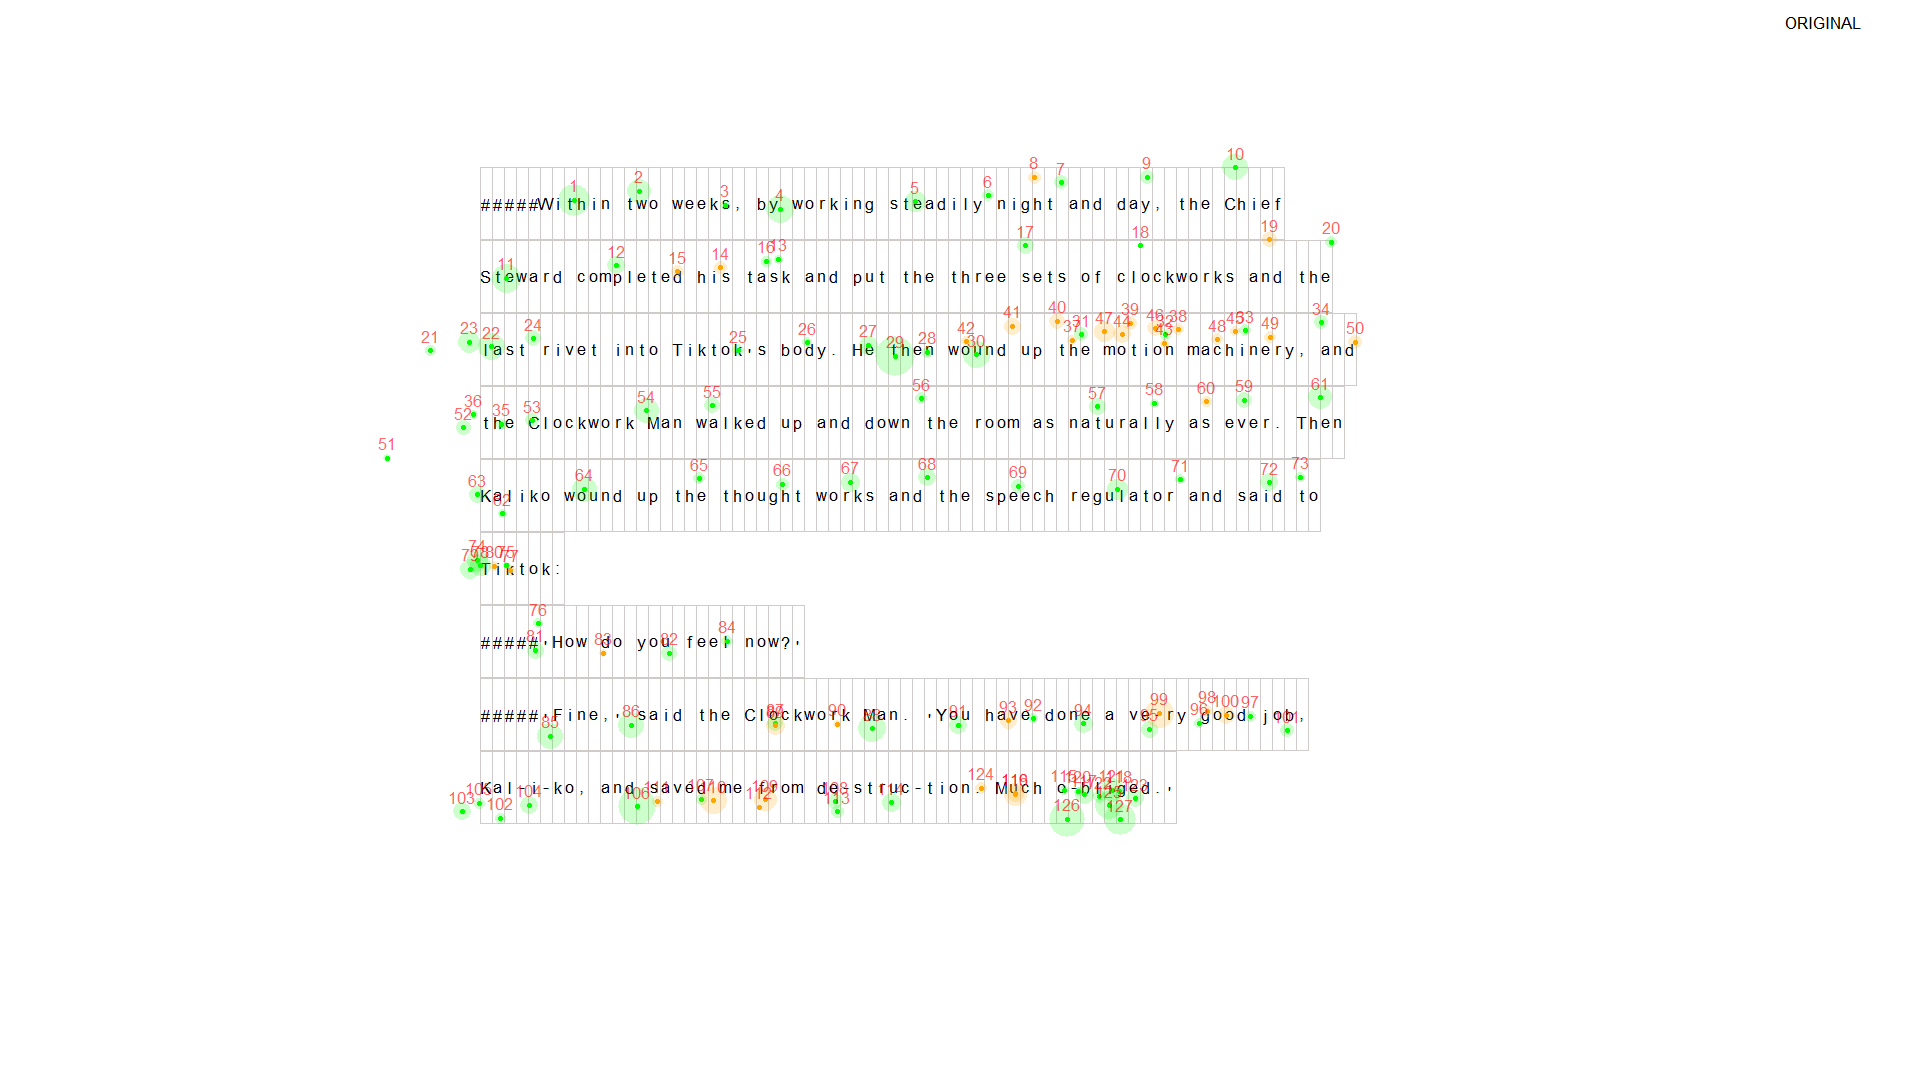 ORIGINAL
#####Within two weeks, by working steadily night and day, the Chief
Steward completed his task and put the three sets of clockworks and the
last rivet into Tiktok's body. He then wound up the motion machinery, and
the Clockwork Man walked up and down the room as naturally as ever. Then
Kaliko wound up the thought works and the speech regulator and said to
Tiktok:
#####'How do you feel now?'
#####'Fine,' said the Clockwork Man. 'You have done a ve ry good job,
Kal-i-ko, and saved me from de-struc-tion. Much o-bliged.'